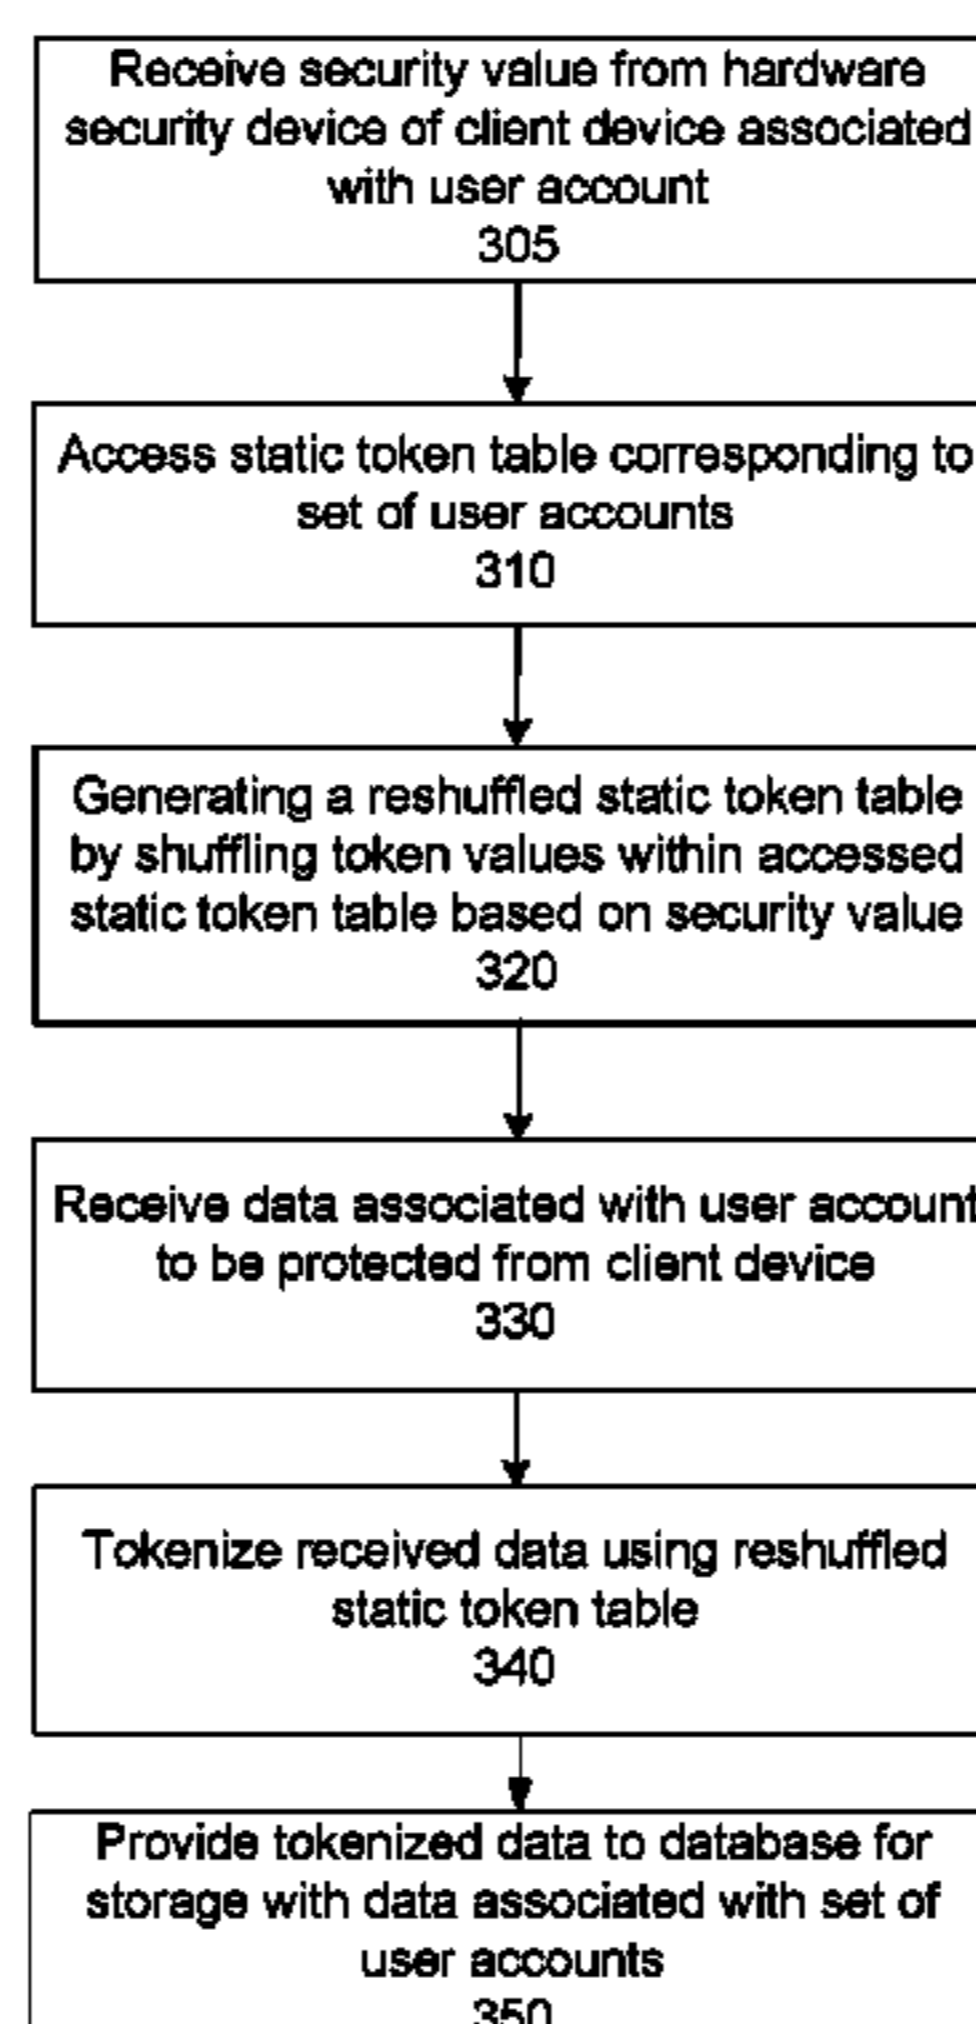 Receive security value from hardware
security device of client device associated
with user account
305
Access static token table corresponding to
set of user accounts
310
Generating a reshuffled static token table
by shuffling token values within accessed
static token table based on security value
320
Receive data associated with user account
to be protected from client device
330
Tokenize received data using reshuffled
static token table
340
Provide tokenized data to database for
storage with data associated with set of
user accounts
350